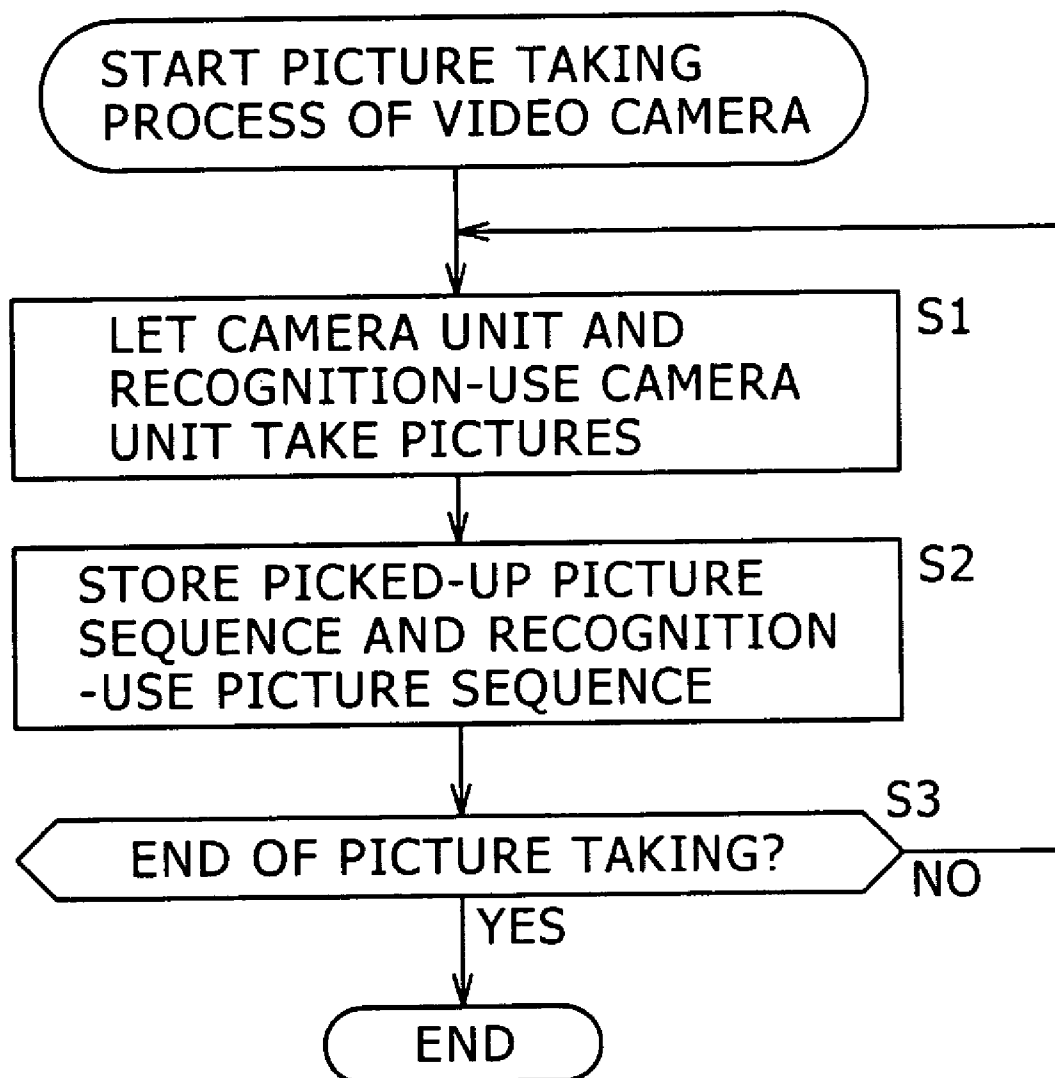 START PICTURE TAKING
PROCESS OF VIDEO CAMERA
LET CAMERA UNIT AND
RECOGNITION-USE CAMERA
UNIT TAKE PICTURES
S1
STORE PICKED-UP PICTURE
SEQUENCE AND RECOGNITION
-USE PICTURE SEQUENCE
S2
END OF PICTURE TAKING?
S3
NO
YES
END